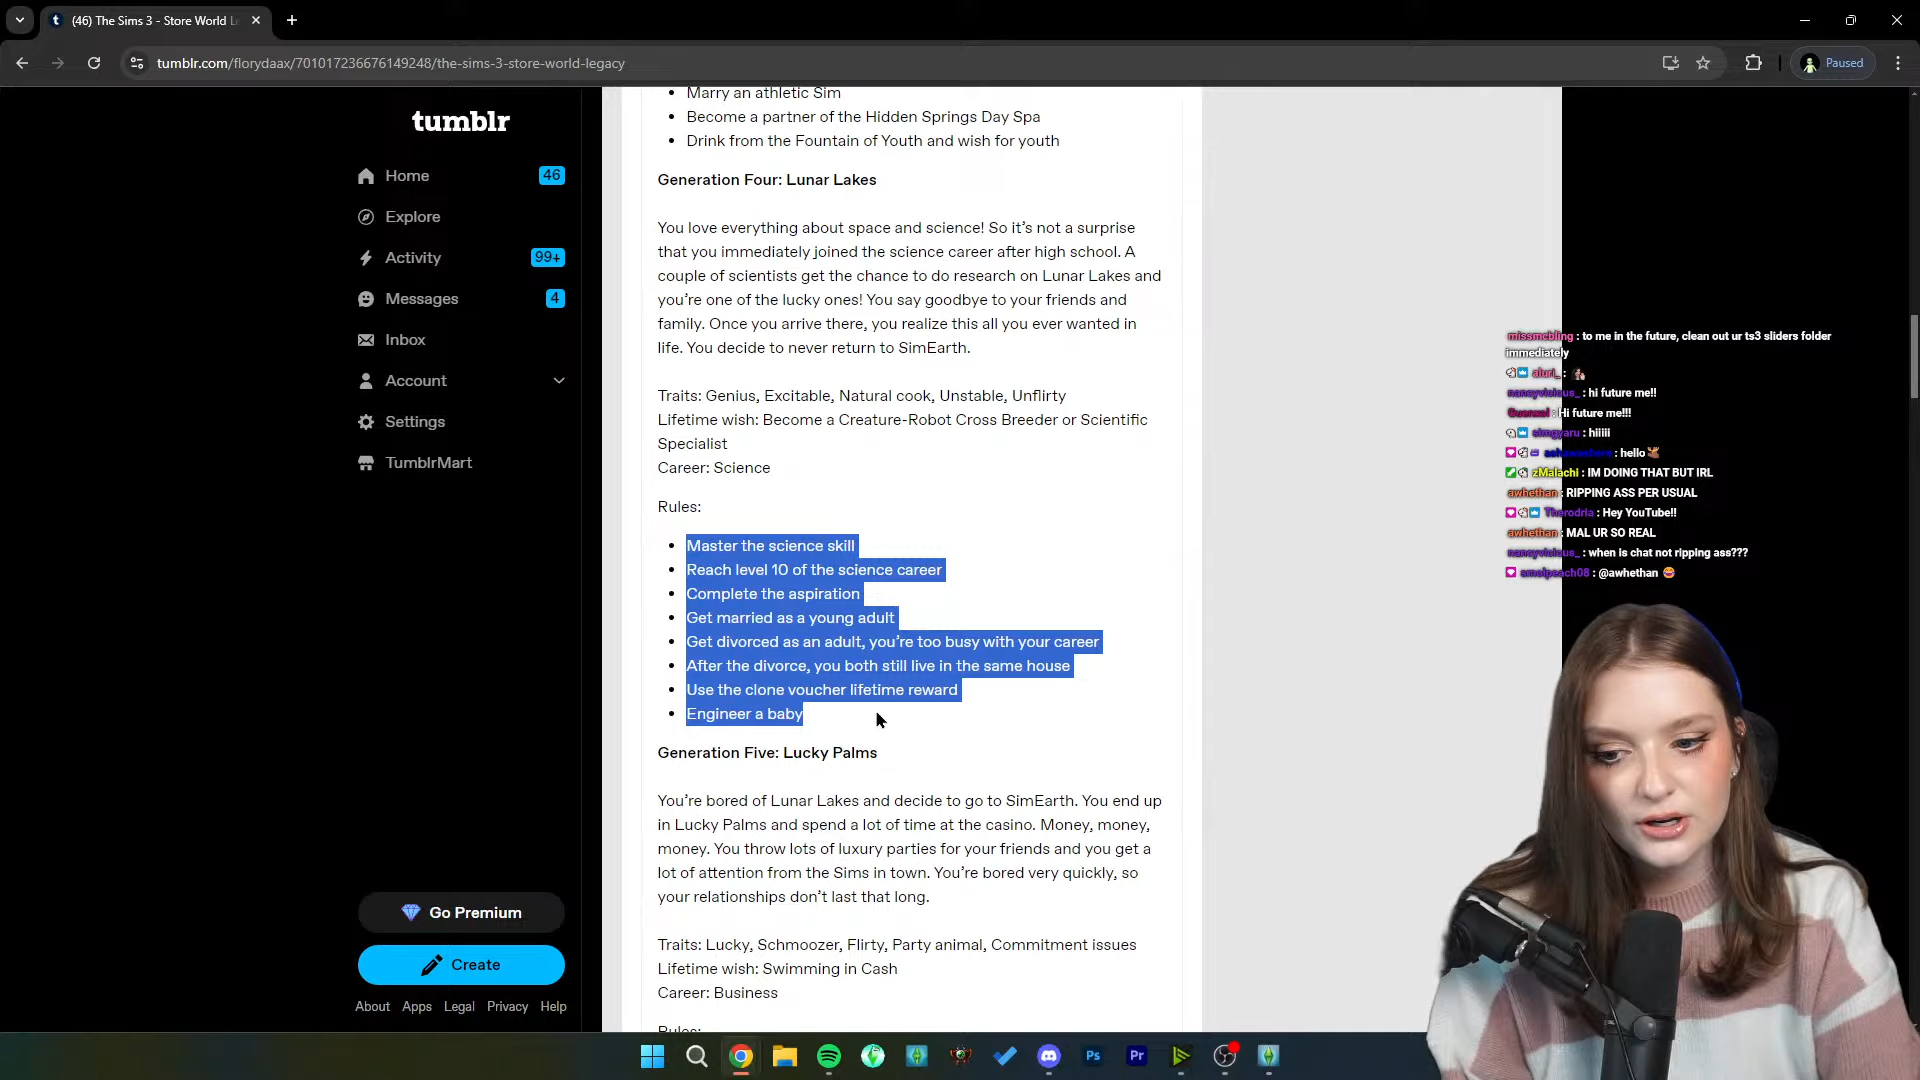 (46) The Sims 3 - Store World L
tumblr.com/florydaax/701017236676149248/the-sims-3-store-world-legacy
Paused
tumblr
Home 46
Explore
Activity 99+
Messages 4
Inbox
Account
Settings
TumblrMart
Go Premium
Create
About Apps Legal Privacy Help
• Marry an athletic Sim
• Become a partner of the Hidden Springs Day Spa
• Drink from the Fountain of Youth and wish for youth
Generation Four: Lunar Lakes
You love everything about space and science! So it's not a surprise
that you immediately joined the science career after high school. A
couple of scientists get the chance to do research on Lunar Lakes and
you're one of the lucky ones! You say goodbye to your friends and
family. Once you arrive there, you realize this all you ever wanted in
life. You decide to never return to SimEarth.
Traits: Genius, Excitable, Natural cook, Unstable, Unflirty
Lifetime wish: Become a Creature-Robot Cross Breeder or Scientific
Specialist
Career: Science
Rules:
• Master the science skill
• Reach level 10 of the science career
• Complete the aspiration
• Get married as a young adult
• Get divorced as an adult, you're too busy with your career
• After the divorce, you both still live in the same house
• Use the clone voucher lifetime reward
• Engineer a baby
Generation Five: Lucky Palms
You're bored of Lunar Lakes and decide to go to SimEarth. You end up
in Lucky Palms and spend a lot of time at the casino. Money, money,
money. You throw lots of luxury parties for your friends and you get a
lot of attention from the Sims in town. You're bored very quickly, so
your relationships don't last that long.
Traits: Lucky, Schmoozer, Flirty, Party animal, Commitment issues
Lifetime wish: Swimming in Cash
Career: Business
Rules:
missmcbling : to me in the future, clean out ur ts3 sliders folder
immediately
aluri_ :
nancyvicious_ : hi future me!!
: Hi future me!!!
simgyaru : hiiiii
: hello
zMalachi : IM DOING THAT BUT IRL
awhethan : RIPPING ASS PER USUAL
Therodria : Hey YouTube!!
awhethan : MAL UR SO REAL
nancyvicious_ : when is chat not ripping ass???
smolpeach08 : @awhethan
Ps
Pr